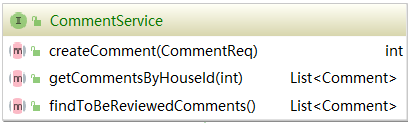 I CommentService
m createComment(CommentReq) int
m getCommentsByHouseId(int) List<Comment>
m findToBeReviewedComments() List<Comment>